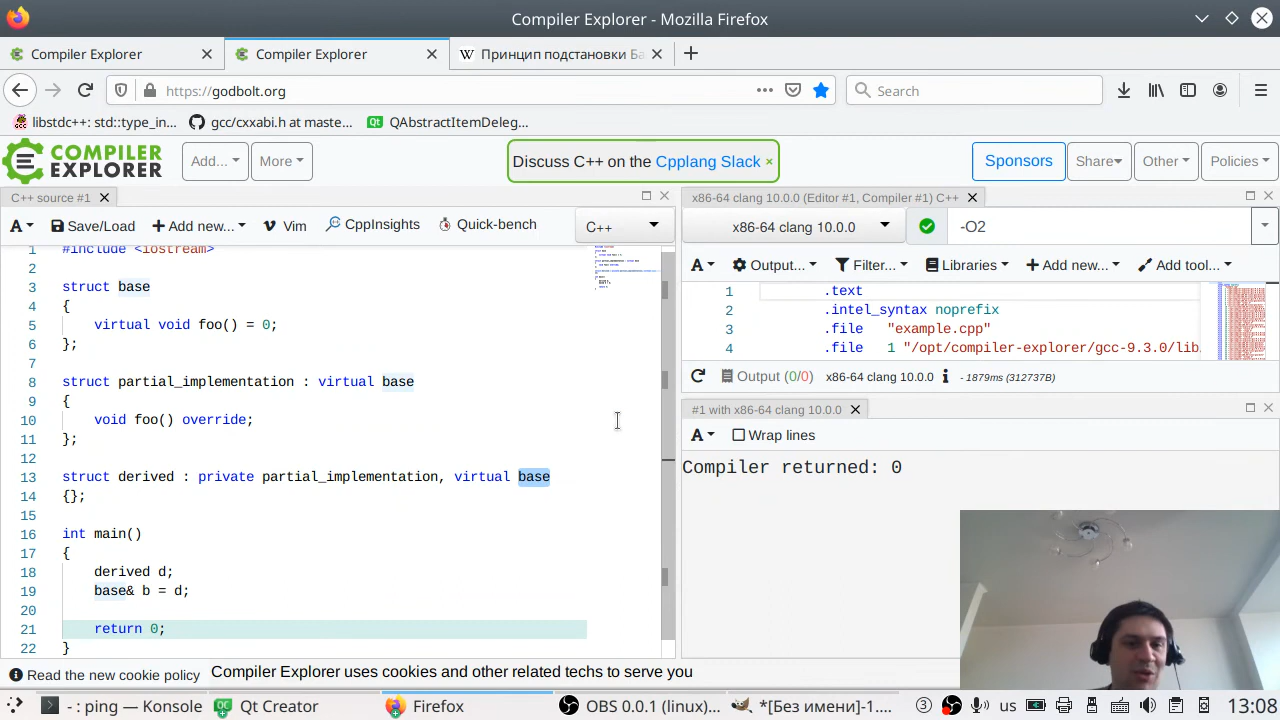 Compiler Explorer - Mozilla Firefox
Compiler Explorer
Compiler Explorer
Принцип подстановки Ба
https://godbolt.org
Search
libstdc++: std::type_in...
gcc/cxxabi.h at maste...
QAbstractItemDeleg...
COMPILER EXPLORER
Add...
More
Discuss C++ on the Cpplang Slack ×
Sponsors
Share
Other
Policies
C++ source #1
A
Save/Load
Add new...
Vim
CppInsights
Quick-bench
C++
1 #include <iostream>
2
3 struct base
4 {
5 virtual void foo() = 0;
6 };
7
8 struct partial_implementation : virtual base
9 {
10 void foo() override;
11 };
12
13 struct derived : private partial_implementation, virtual base
14 {};
15
16 int main()
17 {
18 derived d;
19 base& b = d;
20
21 return 0;
22 }
x86-64 clang 10.0.0 (Editor #1, Compiler #1) C++
x86-64 clang 10.0.0
-O2
A
Output...
Filter...
Libraries
Add new...
Add tool...
1 .text
2 .intel_syntax noprefix
3 .file "example.cpp"
4 .file 1 "/opt/compiler-explorer/gcc-9.3.0/lib
Output (0/0) x86-64 clang 10.0.0 i - 1879ms (312737B)
#1 with x86-64 clang 10.0.0
A
Wrap lines
Compiler returned: 0
Read the new cookie policy
Compiler Explorer uses cookies and other related techs to serve you
- : ping — Konsole
Qt Creator
Firefox
OBS 0.0.1 (linux)...
*[Без имени]-1....
3
us
13:08